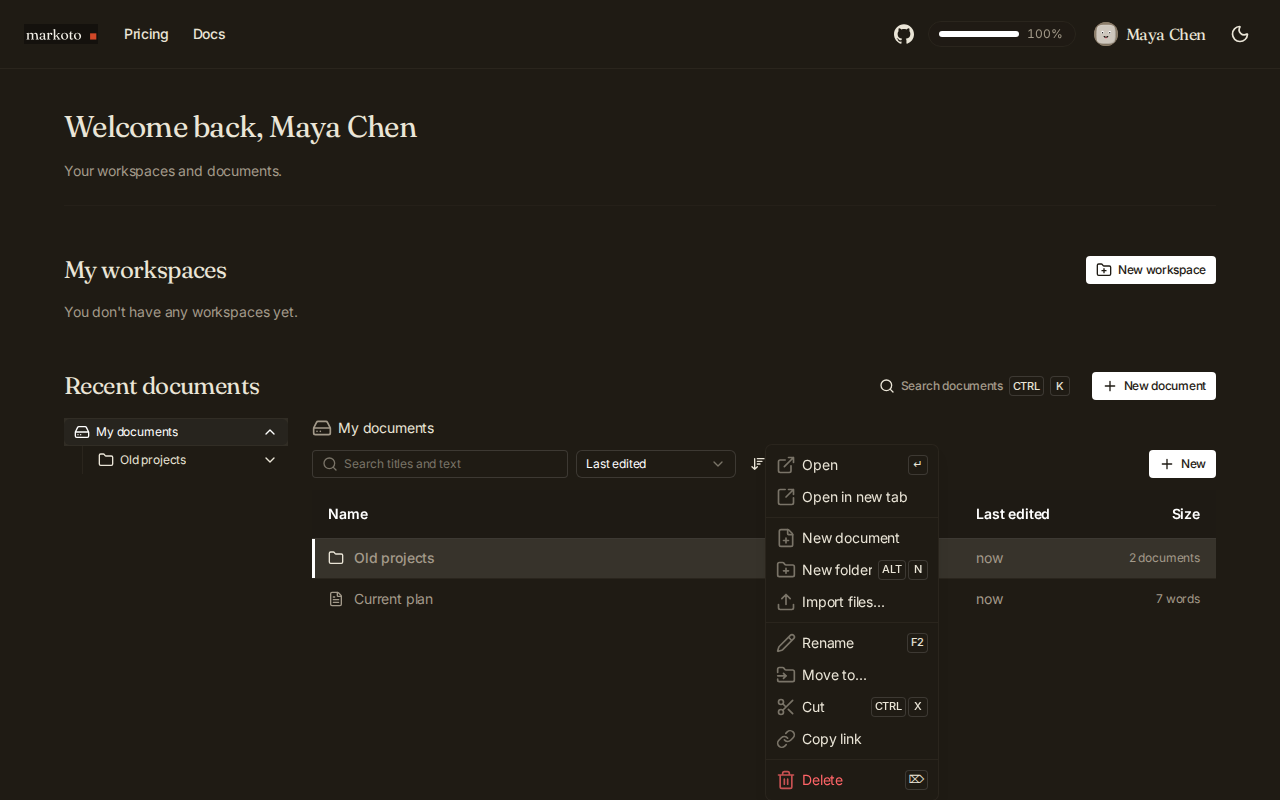 markoto
Pricing
Docs
100%
Maya Chen
Welcome back, Maya Chen
Your workspaces and documents.
My workspaces
New workspace
You don't have any workspaces yet.
Recent documents
Search documents CTRL K
New document
My documents
Old projects
My documents
Search titles and text
Last edited
New
Name
Last edited
Size
Old projects
now
2 documents
Current plan
now
7 words
Open ↵
Open in new tab
New document
New folder ALT N
Import files...
Rename F2
Move to...
Cut CTRL X
Copy link
Delete ⌦